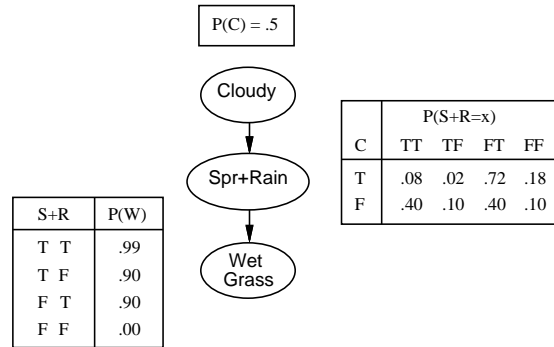 P(C) = .5
Cloudy
Spr+Rain
Wet
Grass
P(S+R=x)
C TT TF FT FF
T .08 .02 .72 .18
F .40 .10 .40 .10
S+R P(W)
T T .99
T F .90
F T .90
F F .00